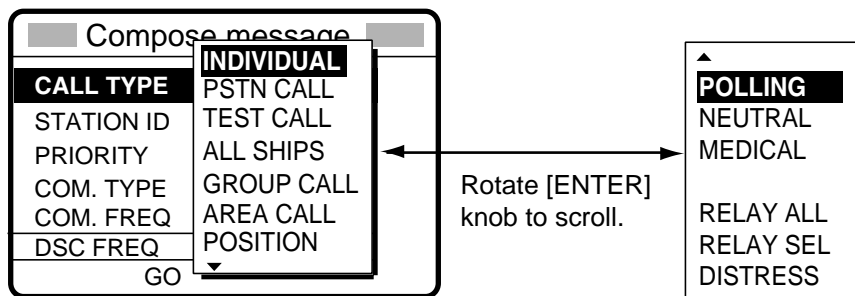 Compose message
CALL TYPE
STATION ID
PRIORITY
COM. TYPE
COM. FREQ
DSC FREQ
GO
INDIVIDUAL
PSTN CALL
TEST CALL
ALL SHIPS
GROUP CALL
AREA CALL
POSITION
Rotate [ENTER]
knob to scroll.
POLLING
NEUTRAL
MEDICAL
RELAY ALL
RELAY SEL
DISTRESS